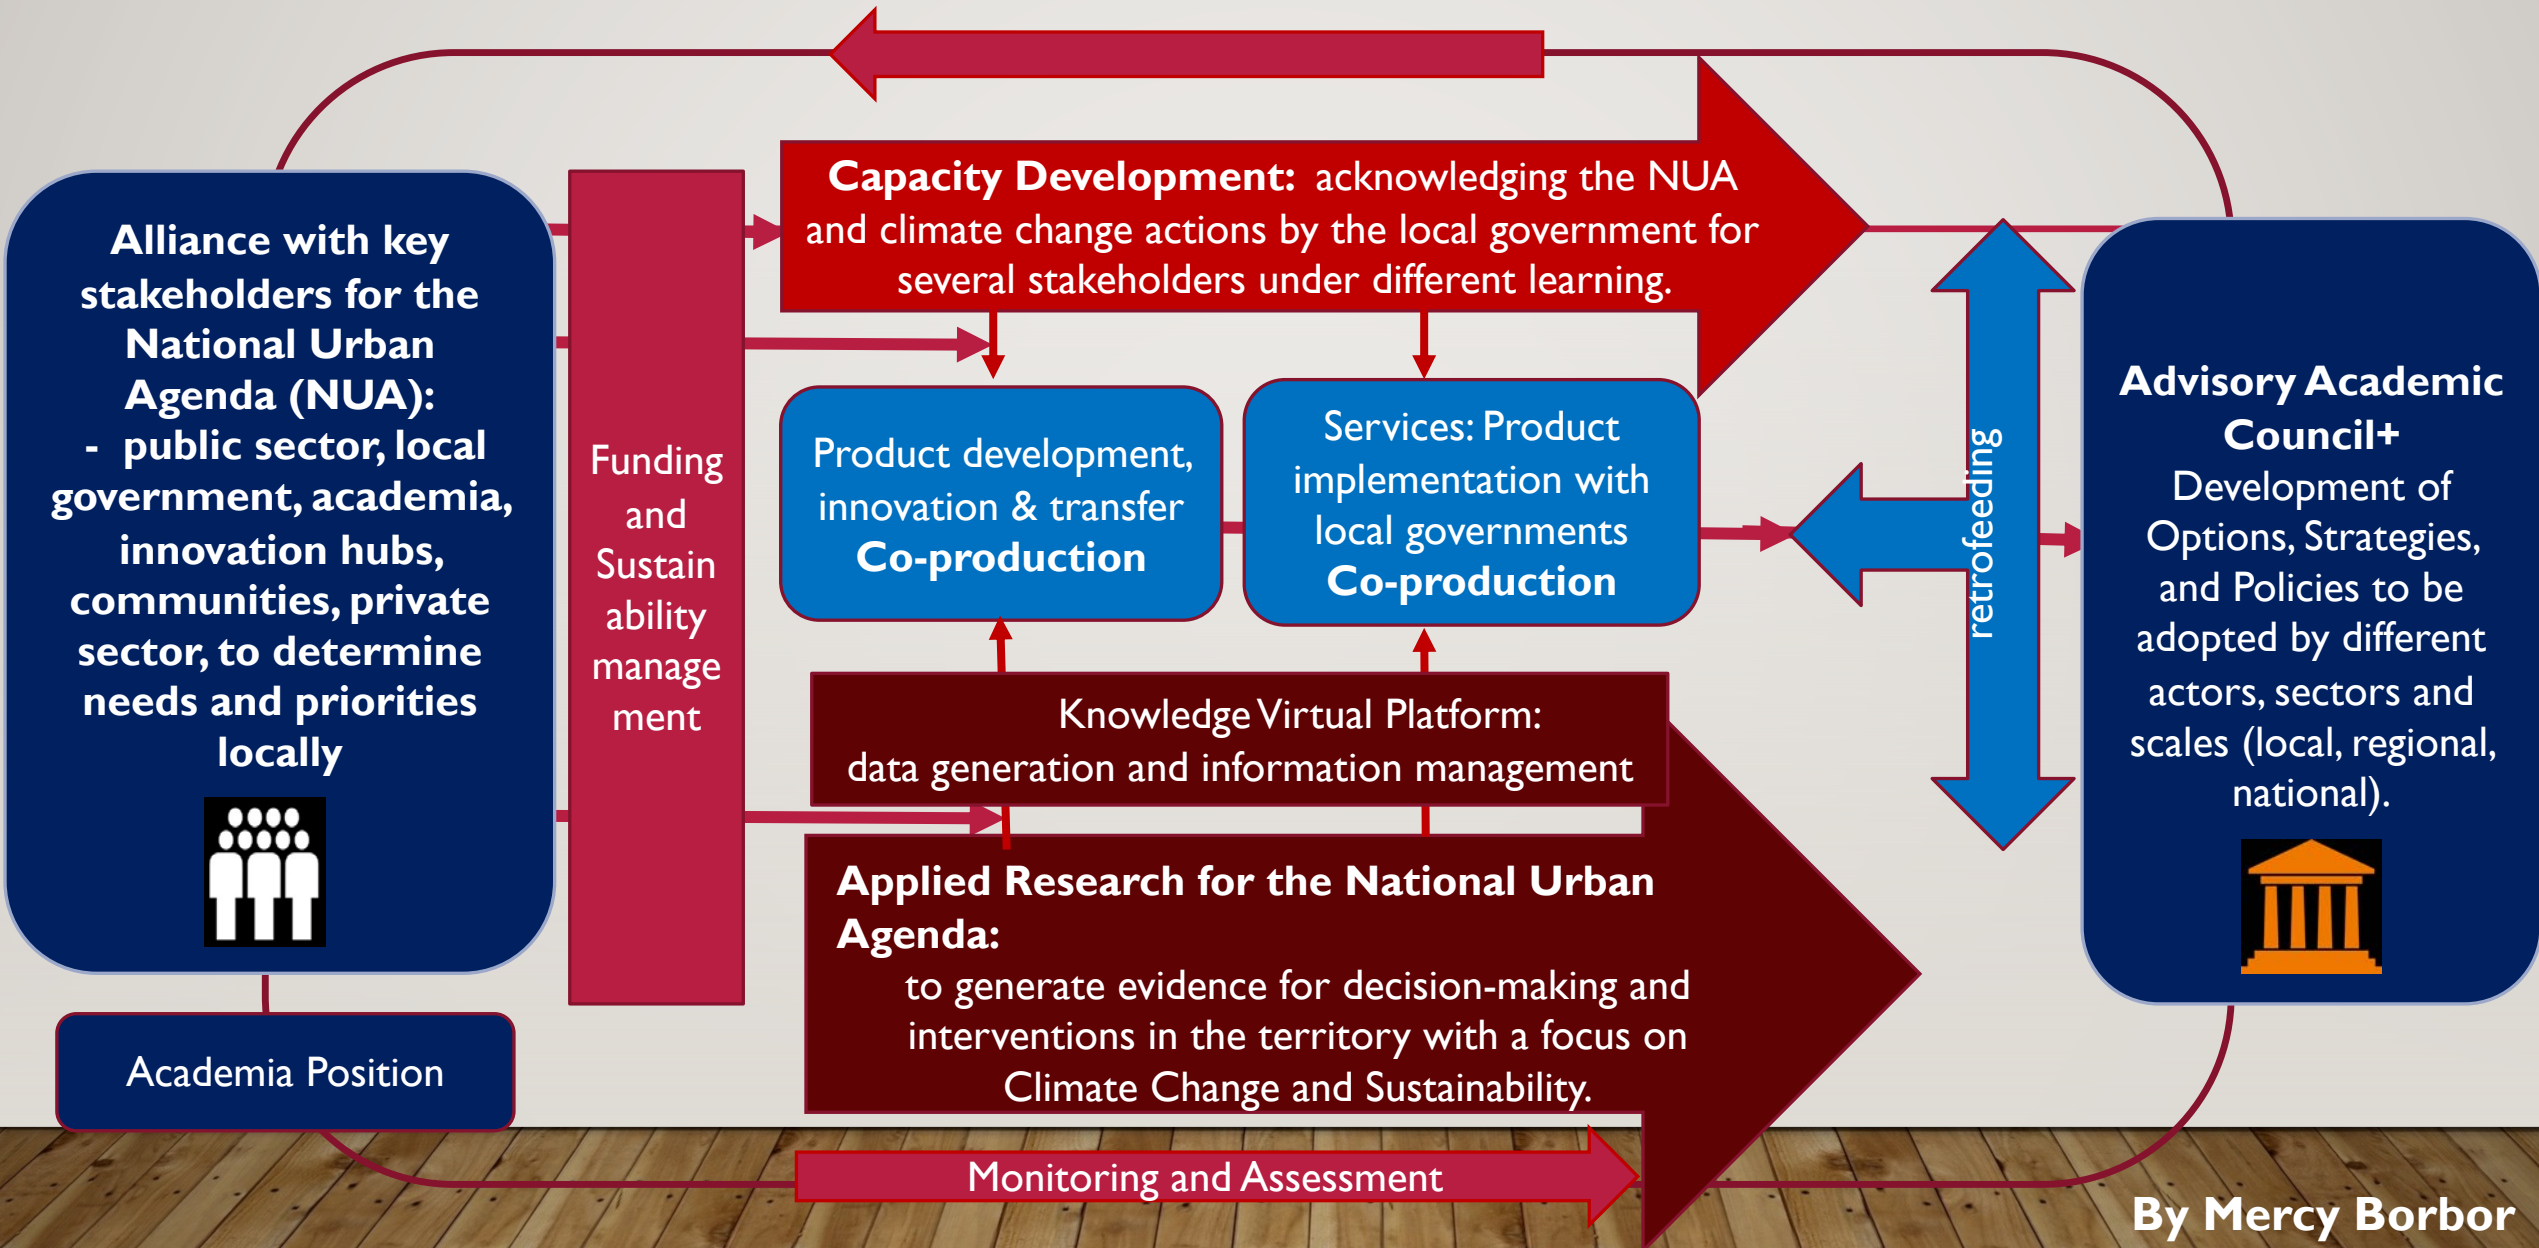 Alliance with key
stakeholders for the
National Urban
Agenda (NUA):
- public sector, local
government, academia,
innovation hubs,
communities, private
sector, to determine
needs and priorities
locally
Academia Position
Funding
and
Sustain
ability
manage
ment
Capacity Development: acknowledging the NUA
and climate change actions by the local government for
several stakeholders under different learning.
Product development,
innovation & transfer
Co-production
Services: Product
implementation with
local governments
Co-production
Knowledge Virtual Platform:
data generation and information management
Applied Research for the National Urban
Agenda:
to generate evidence for decision-making and
interventions in the territory with a focus on
Climate Change and Sustainability.
Monitoring and Assessment
retrofeeding
Advisory Academic
Council+
Development of
Options, Strategies,
and Policies to be
adopted by different
actors, sectors and
scales (local, regional,
national).
By Mercy Borbor